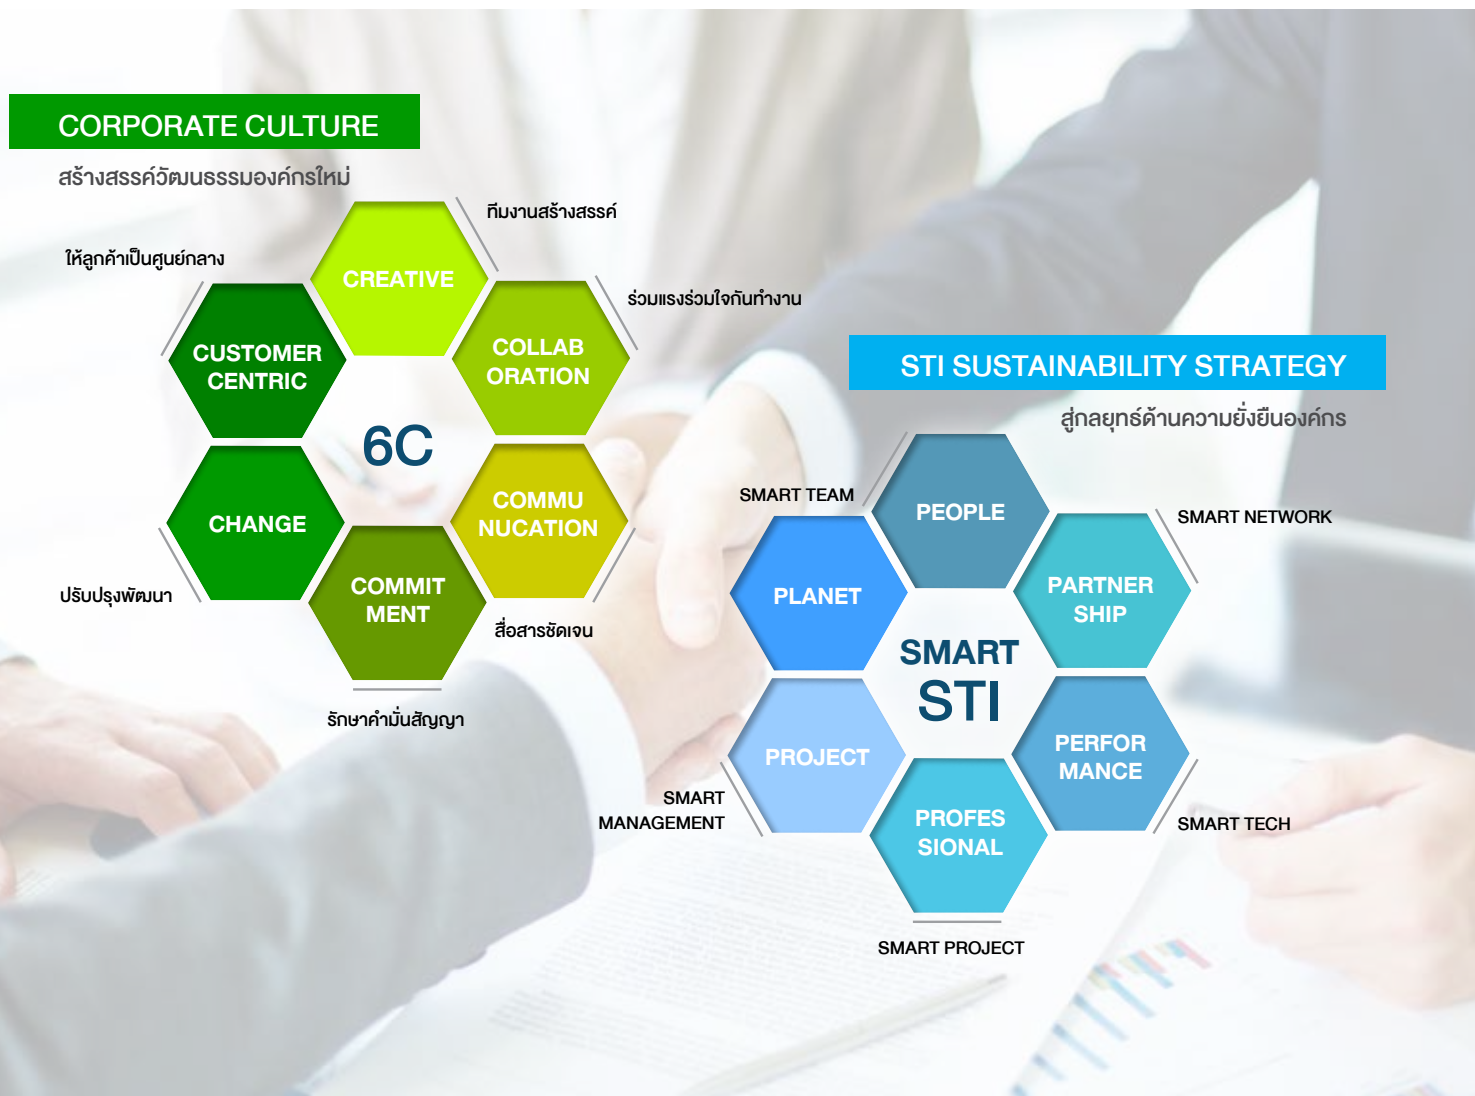 CORPORATE CULTURE
สร้างสรรค์วัฒนธรรมองค์กรใหม่
ทีมงานสร้างสรรค์
ให้ลูกค้าเป็นศูนย์กลาง
CREATIVE
ร่วมแรงร่วมใจกันทำงาน
CUSTOMER
CENTRIC
COLLAB
ORATION
6C
CHANGE
COMMU
NUCATION
COMMIT
MENT
ปรับปรุงพัฒนา
สื่อสารชัดเจน
รักษาคำมั่นสัญญา
STI SUSTAINABILITY STRATEGY
สู่กลยุทธ์ด้านความยั่งยืนองค์กร
SMART TEAM
PEOPLE
SMART NETWORK
PLANET
PARTNER
SHIP
SMART
STI
PROJECT
PERFOR
MANCE
SMART
MANAGEMENT
PROFES
SIONAL
SMART TECH
SMART PROJECT